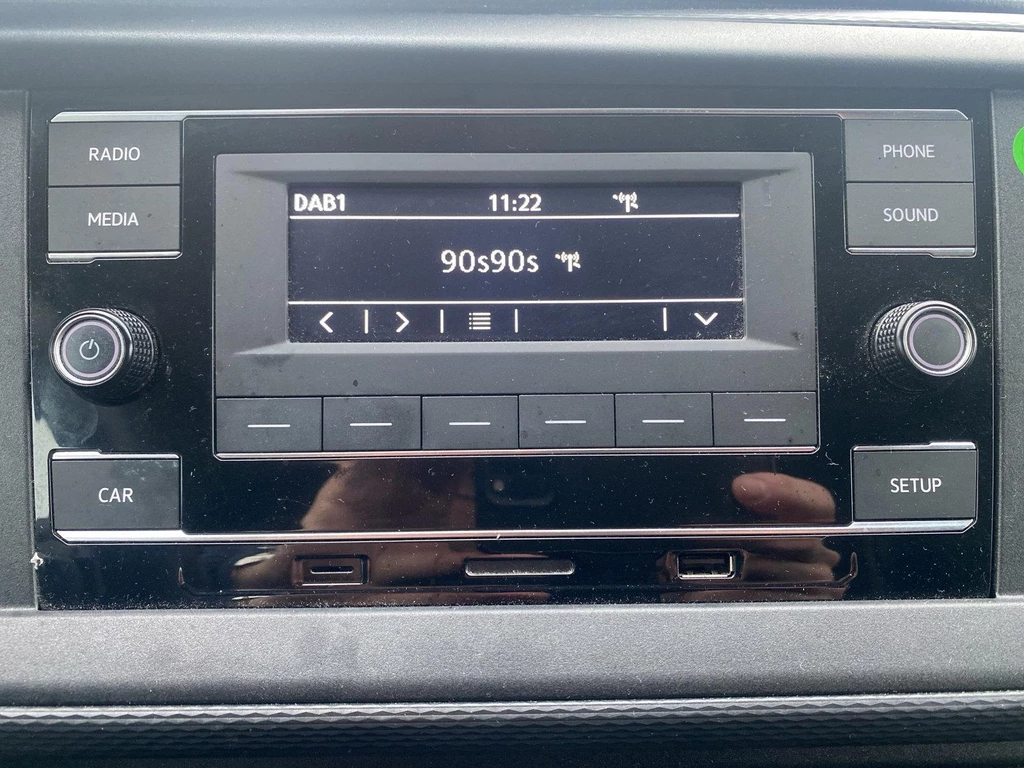 RADIO
PHONE
MEDIA
SOUND
DAB1 11:22
90s90s
CAR
SETUP